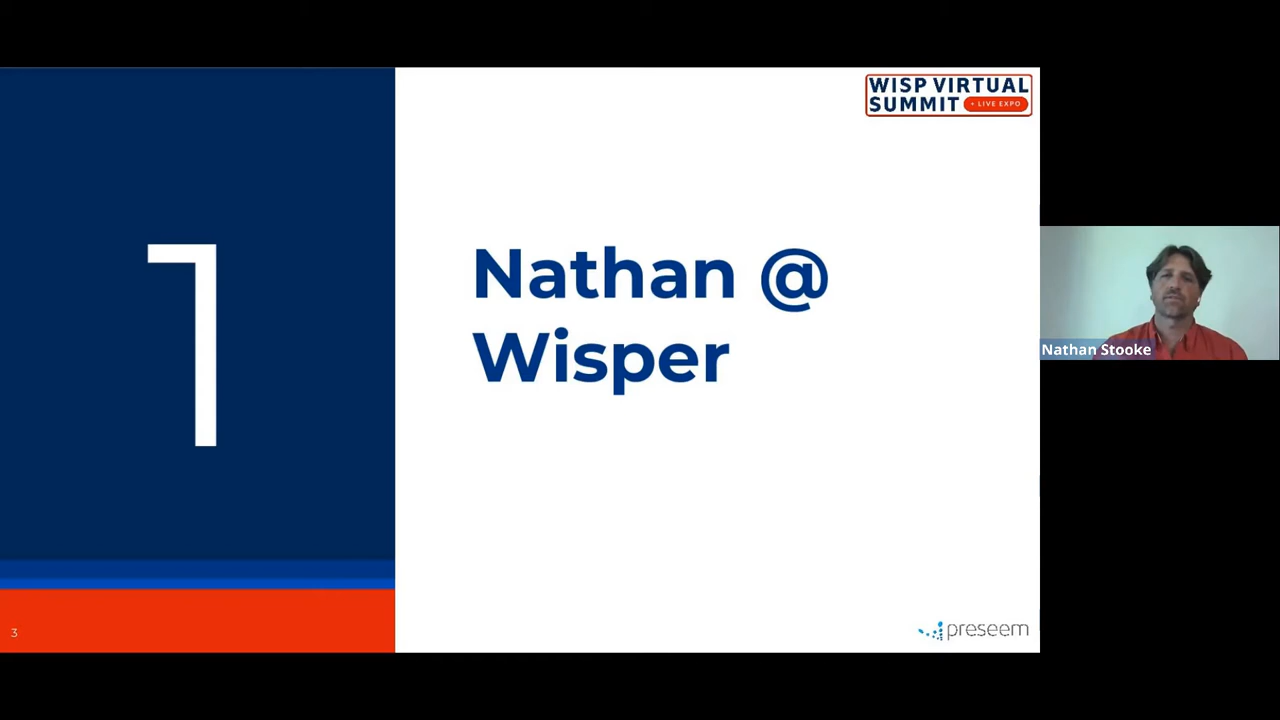 WISP VIRTUAL
SUMMIT + LIVE EXPO
1
Nathan @
Wisper
Nathan Stooke
3
preseem